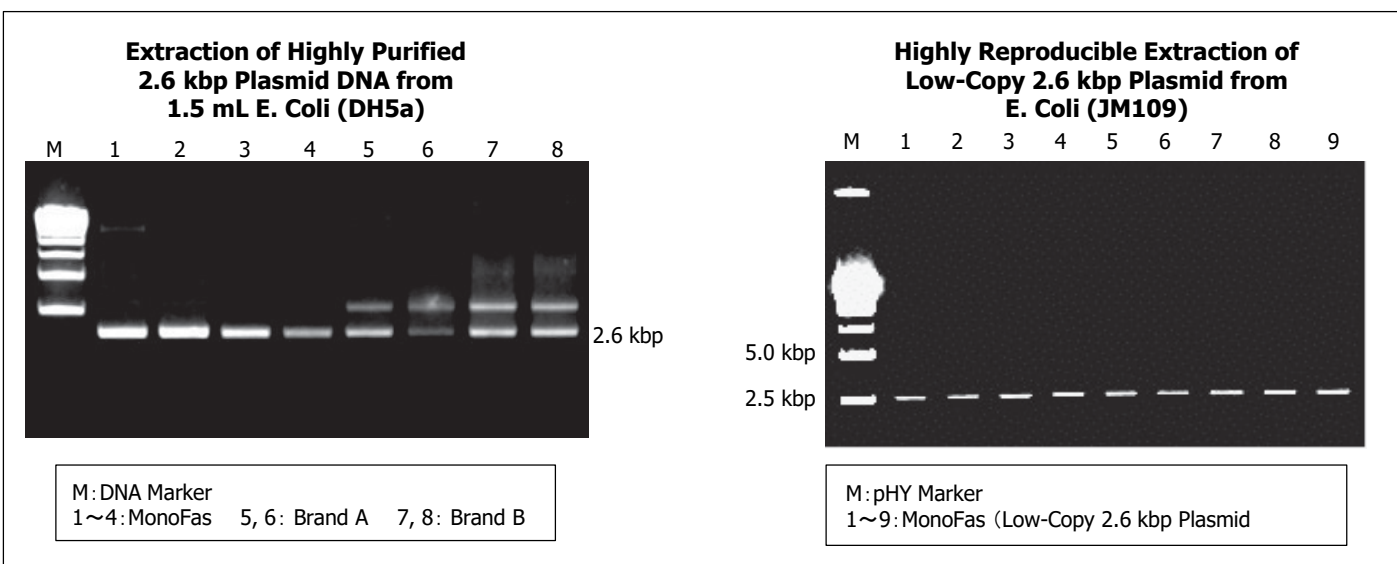 Extraction of Highly Purified
2.6 kbp Plasmid DNA from
1.5 mL E. Coli (DH5a)
M 1 2 3 4 5 6 7 8
2.6 kbp
M:DNA Marker
1～4:MonoFas 5, 6: Brand A 7, 8: Brand B
Highly Reproducible Extraction of
Low-Copy 2.6 kbp Plasmid from
E. Coli (JM109)
M 1 2 3 4 5 6 7 8 9
5.0 kbp
2.5 kbp
M:pHY Marker
1～9:MonoFas (Low-Copy 2.6 kbp Plasmid